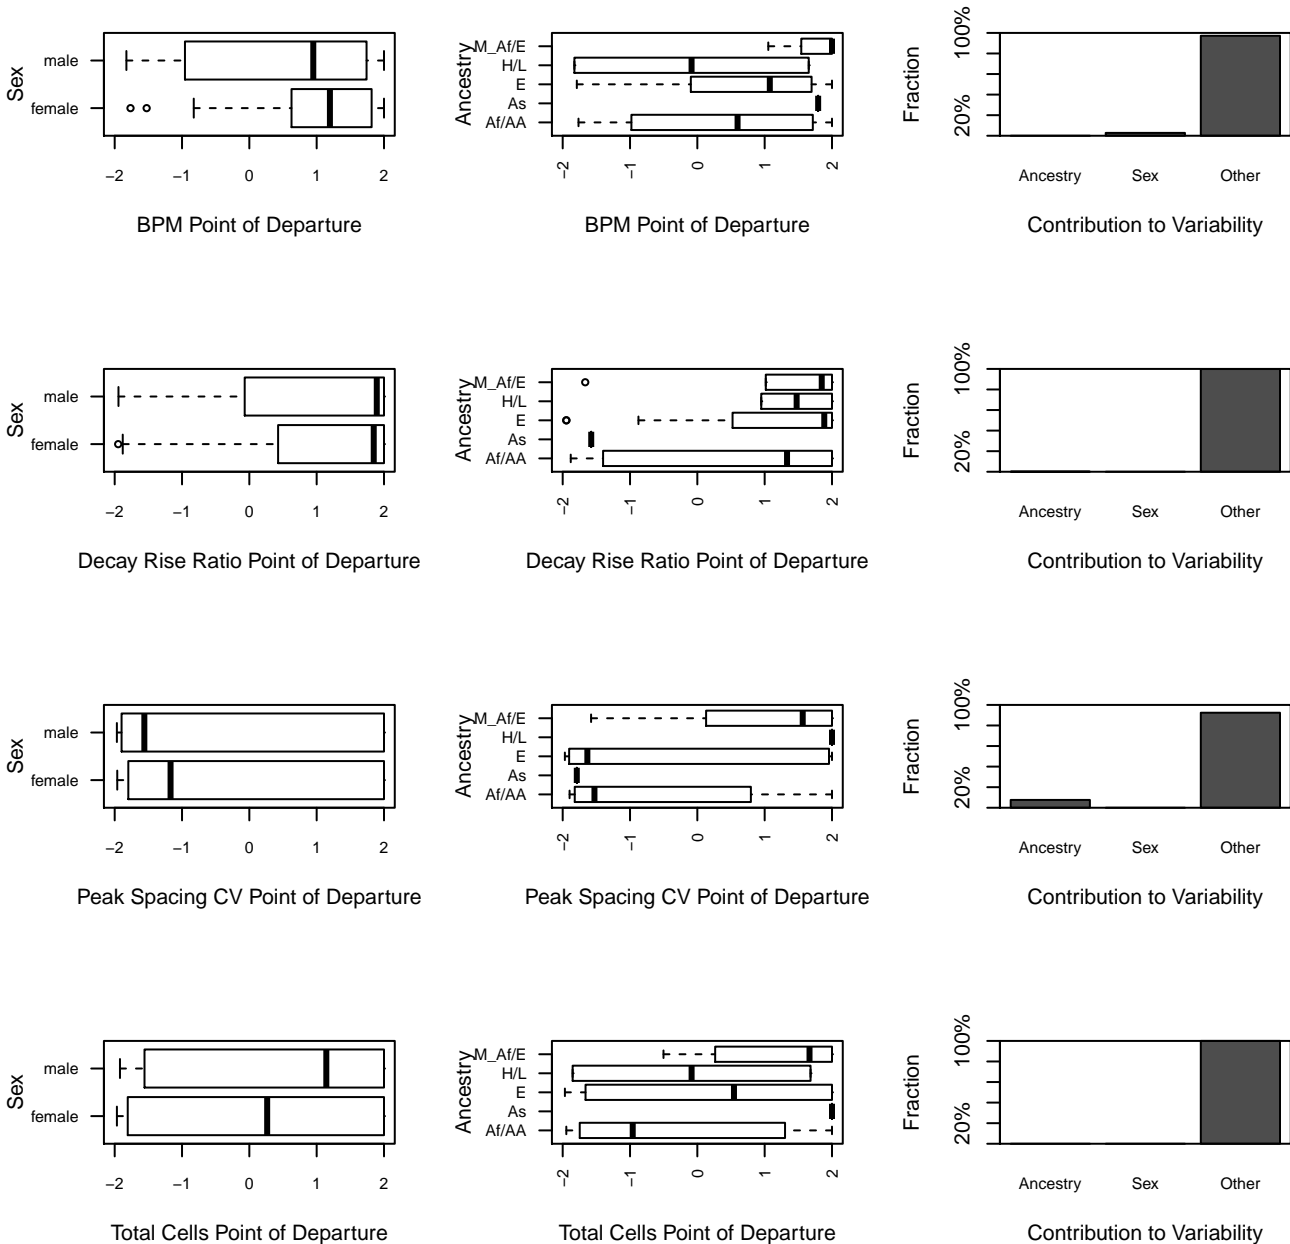 Sex
male
female
−2 −1 0 1 2
BPM Point of Departure
Ancestry
M_Af/E
H/L
E
As
Af/AA
−2 −1 0 1 2
BPM Point of Departure
Fraction
20% 100%
Ancestry Sex Other
Contribution to Variability
Sex
male
female
−2 −1 0 1 2
Decay Rise Ratio Point of Departure
Ancestry
M_Af/E
H/L
E
As
Af/AA
−2 −1 0 1 2
Decay Rise Ratio Point of Departure
Fraction
20% 100%
Ancestry Sex Other
Contribution to Variability
Sex
male
female
−2 −1 0 1 2
Peak Spacing CV Point of Departure
Ancestry
M_Af/E
H/L
E
As
Af/AA
−2 −1 0 1 2
Peak Spacing CV Point of Departure
Fraction
20% 100%
Ancestry Sex Other
Contribution to Variability
Sex
male
female
−2 −1 0 1 2
Total Cells Point of Departure
Ancestry
M_Af/E
H/L
E
As
Af/AA
−2 −1 0 1 2
Total Cells Point of Departure
Fraction
20% 100%
Ancestry Sex Other
Contribution to Variability